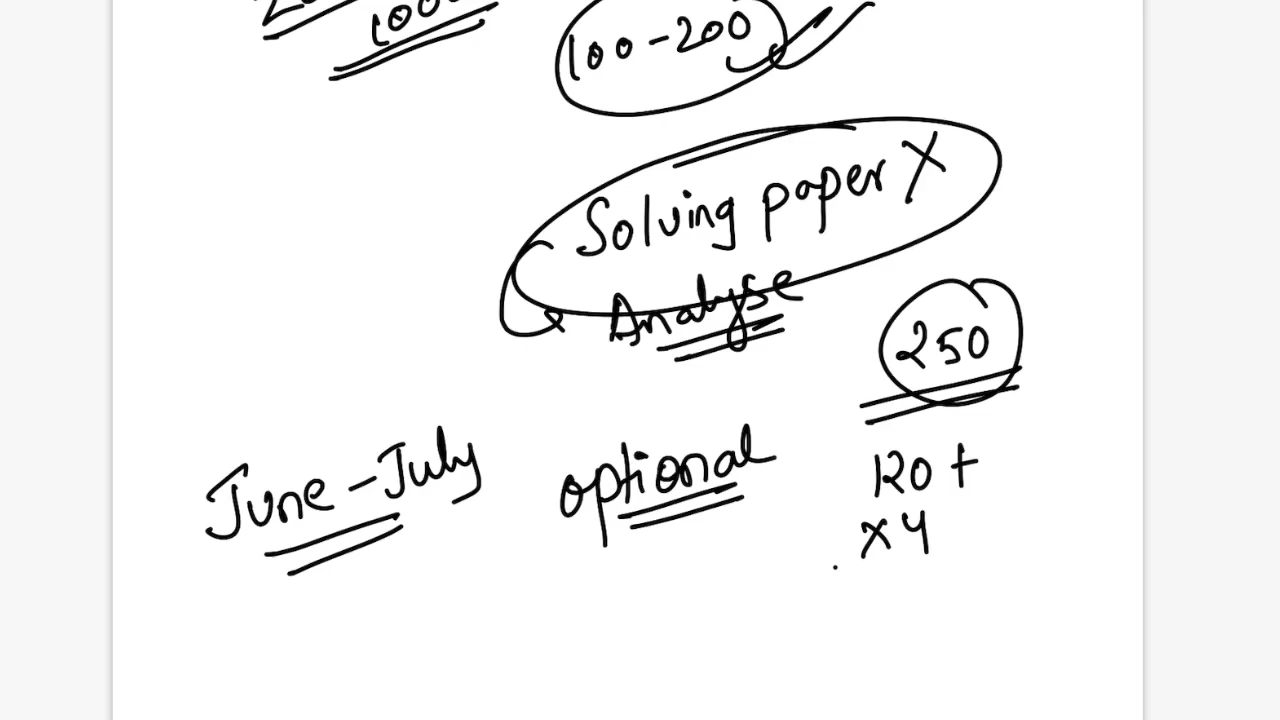 100-200
Solving paper X
Analyse
250
June-July optional 120+
x4